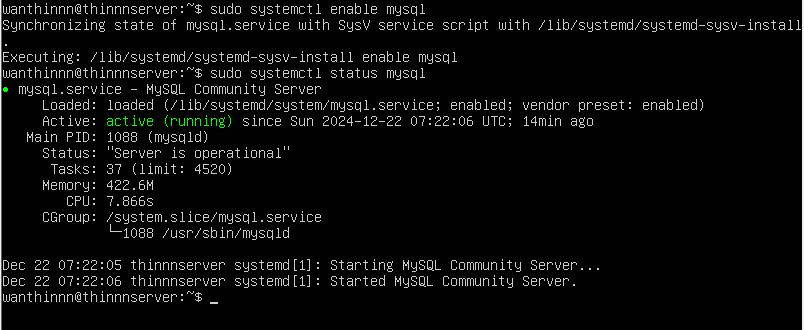 wanthinnn@thinnnserver:~$ sudo systemctl enable mysql
Synchronizing state of mysql.service with SysV service script with /lib/systemd/systemd-sysv-install
.
Executing: /lib/systemd/systemd-sysv-install enable mysql
wanthinnn@thinnnserver:~$ sudo systemctl status mysql
● mysql.service – MySQL Community Server
     Loaded: loaded (/lib/systemd/system/mysql.service; enabled; vendor preset: enabled)
     Active: active (running) since Sun 2024-12-22 07:22:06 UTC; 14min ago
   Main PID: 1088 (mysqld)
     Status: "Server is operational"
      Tasks: 37 (limit: 4520)
     Memory: 422.6M
        CPU: 7.866s
     CGroup: /system.slice/mysql.service
             └─1088 /usr/sbin/mysqld

Dec 22 07:22:05 thinnnserver systemd[1]: Starting MySQL Community Server...
Dec 22 07:22:06 thinnnserver systemd[1]: Started MySQL Community Server.
wanthinnn@thinnnserver:~$ _